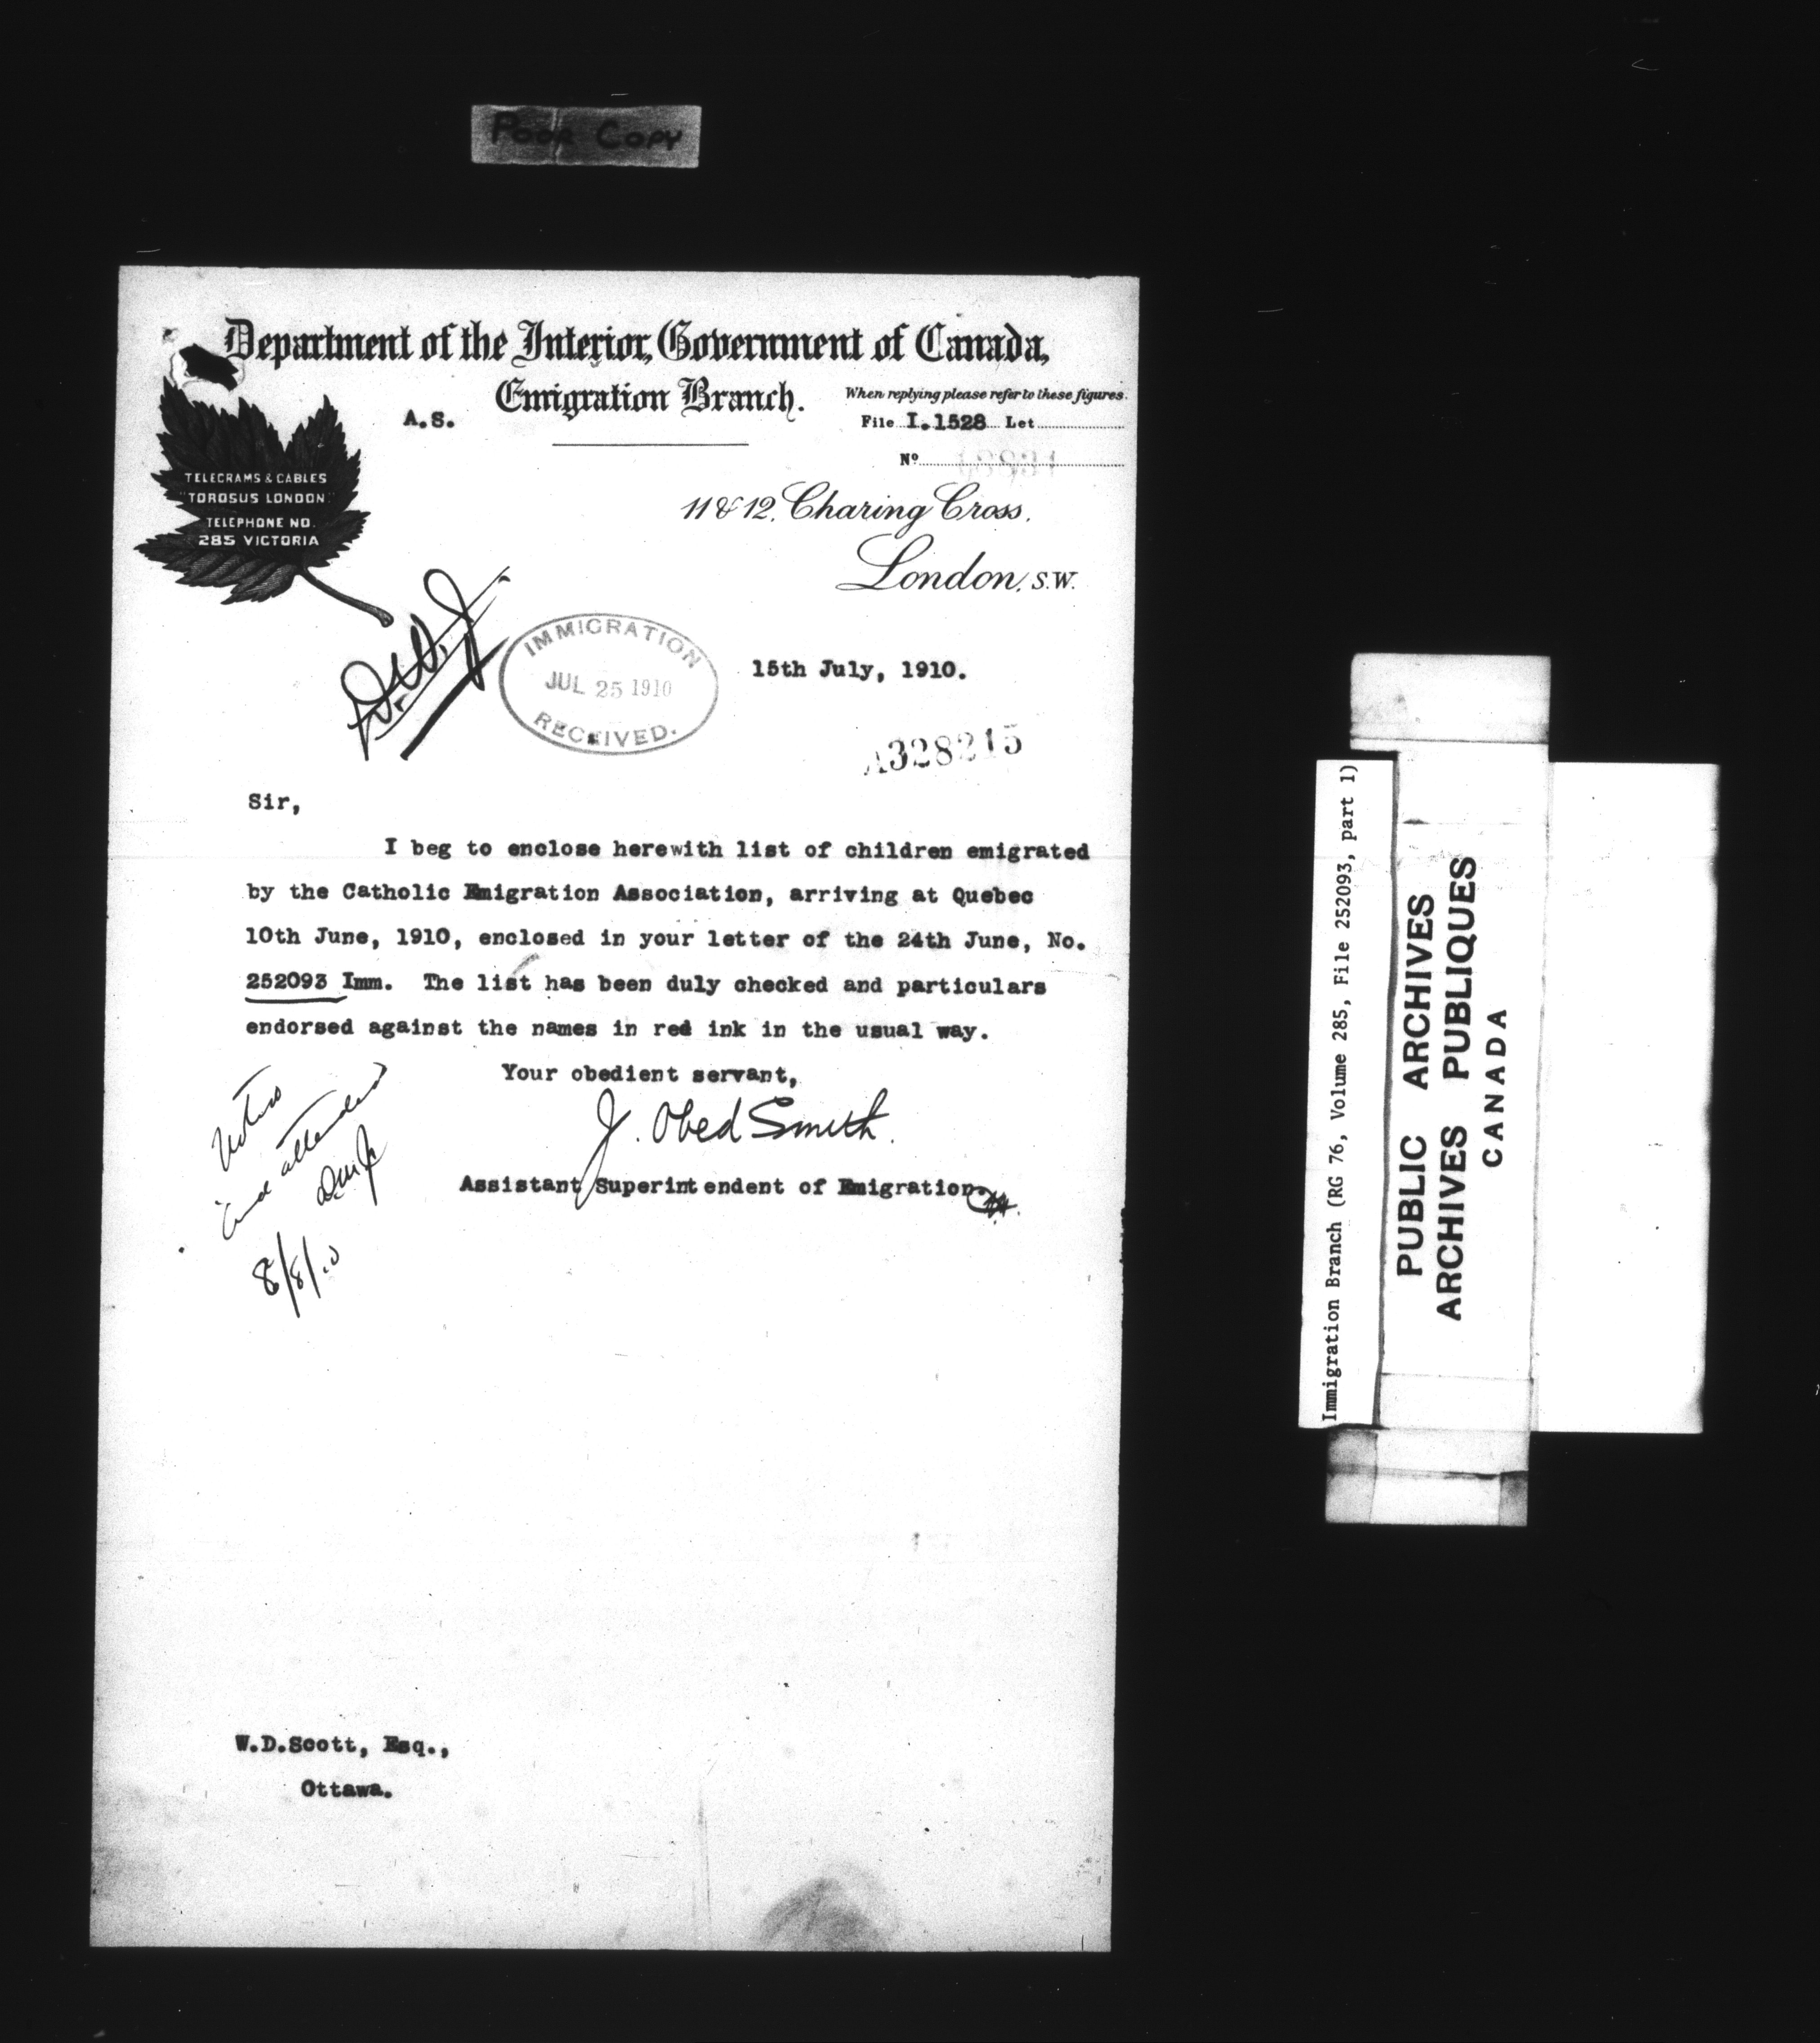 Poor Copy
Department of the Interior, Government of Canada,
Emigration Branch.
When replying please refer to these figures.
A.S.
File I.1528 Let
No
TELEGRAMS & CABLES
"TOROSUS LONDON"
TELEPHONE NO.
285 VICTORIA
11 & 12, Charing Cross,
London, S.W.
IMMIGRATION
JUL 25 1910
RECEIVED.
15th July, 1910.
A328215
Sir,
I beg to enclose herewith list of children emigrated
by the Catholic Emigration Association, arriving at Quebec
10th June, 1910, enclosed in your letter of the 24th June, No.
252093 Imm. The list has been duly checked and particulars
endorsed against the names in red ink in the usual way.
Your obedient servant,
J. Obed Smith.
Assistant Superintendent of Emigration.
8/8/10
W.D.Scott, Esq.,
Ottawa.
Immigration Branch (RG 76, Volume 285, File 252093, part 1)
PUBLIC ARCHIVES
ARCHIVES PUBLIQUES
CANADA